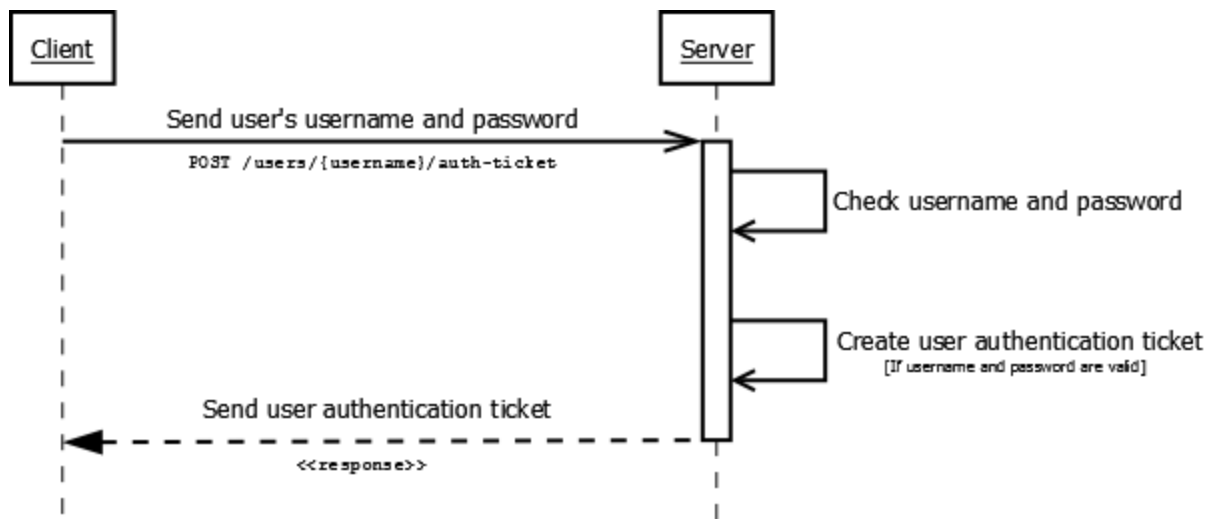 Client
Server
Send user's username and password
POST /users/{username}/auth-ticket
Check username and password
Create user authentication ticket
[If username and password are valid]
Send user authentication ticket
<<response>>